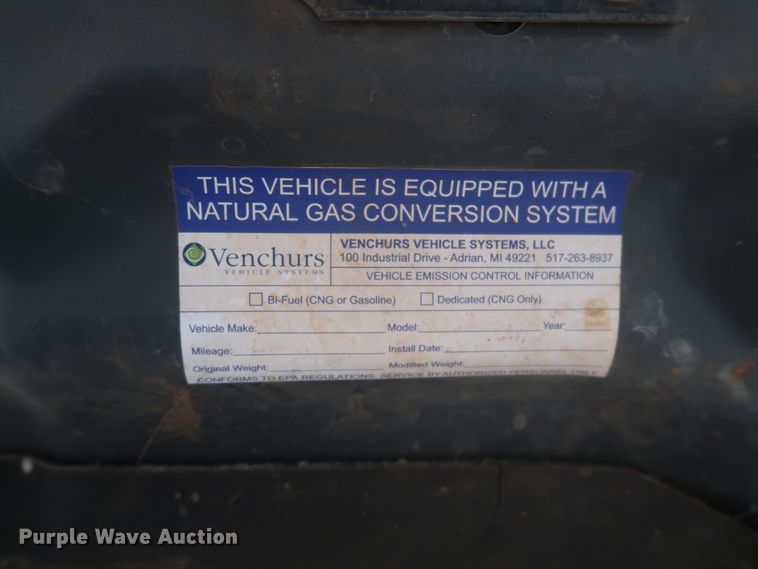 THIS VEHICLE IS EQUIPPED WITH A
NATURAL GAS CONVERSION SYSTEM
Venchurs
VEHICLE SYSTEMS
VENCHURS VEHICLE SYSTEMS, LLC
100 Industrial Drive - Adrian, MI 49221 517-263-8937
VEHICLE EMISSION CONTROL INFORMATION
Bi-Fuel (CNG or Gasoline) Dedicated (CNG Only)
Vehicle Make: Model: Year:
Mileage: Install Date:
Original Weight: Modified Weight:
CONFORMS TO EPA REGULATIONS. SERVICE BY AUTHORIZED PERSONNEL ONLY
Purple Wave Auction